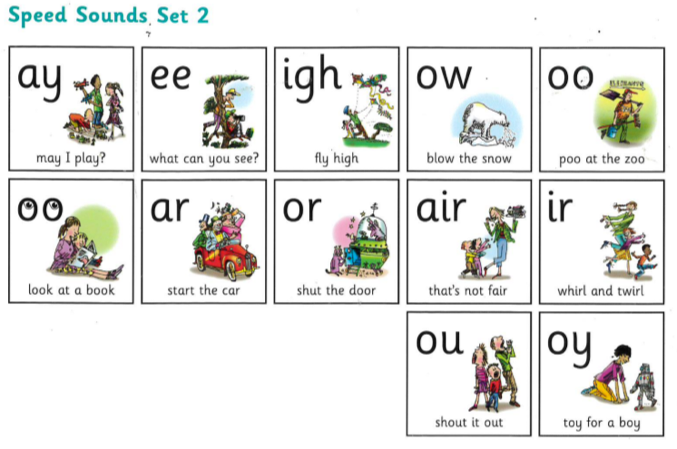 Speed Sounds Set 2
ay
may I play?
ee
what can you see?
igh
fly high
ow
blow the snow
oo
poo at the zoo
oo
look at a book
ar
start the car
or
shut the door
air
that's not fair
ir
whirl and twirl
ou
shout it out
oy
toy for a boy